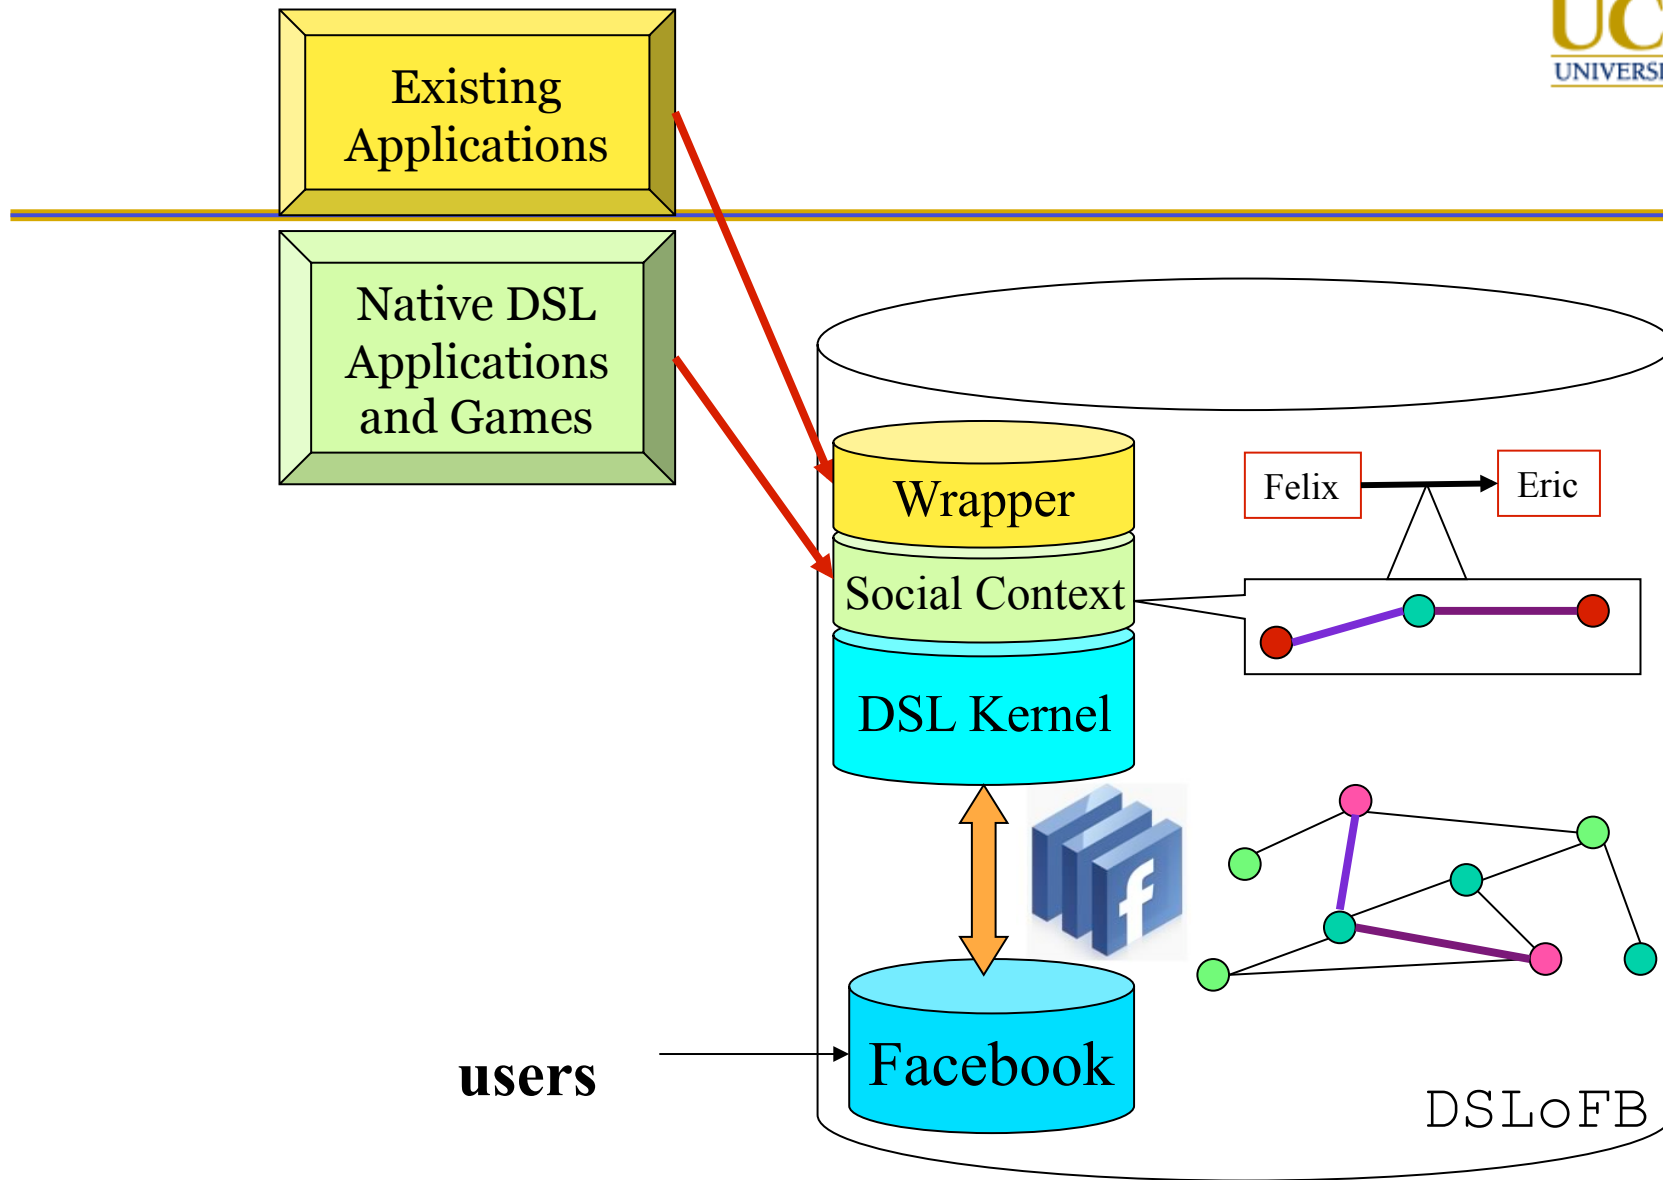 UC
UNIVERSI
Existing
Applications
Native DSL
Applications
and Games
Wrapper
Felix
Eric
Social Context
DSL Kernel
f
Facebook
users
DSLoFB